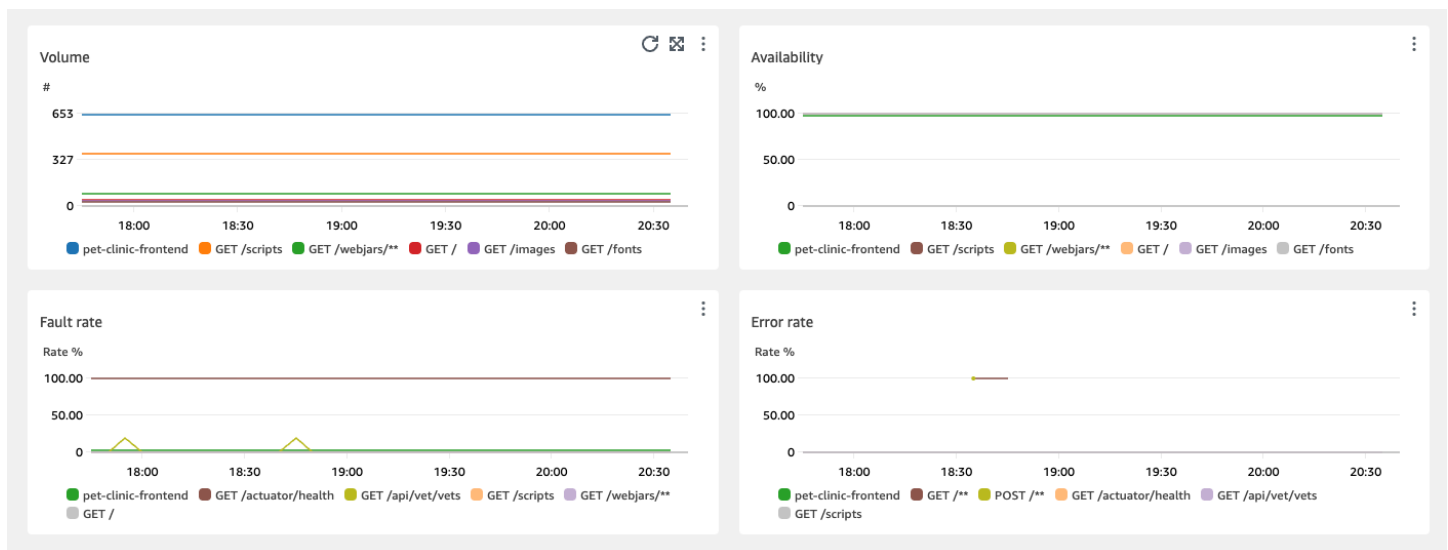 Volume
#
653
327
0
18:00 18:30 19:00 19:30 20:00 20:30
pet-clinic-frontend GET /scripts GET /webjars/** GET / GET /images GET /fonts
Availability
%
100.00
50.00
0
18:00 18:30 19:00 19:30 20:00 20:30
pet-clinic-frontend GET /scripts GET /webjars/** GET / GET /images GET /fonts
Fault rate
Rate %
100.00
50.00
0
18:00 18:30 19:00 19:30 20:00 20:30
pet-clinic-frontend GET /actuator/health GET /api/vet/vets GET /scripts GET /webjars/**
GET /
Error rate
Rate %
100.00
50.00
0
18:00 18:30 19:00 19:30 20:00 20:30
pet-clinic-frontend GET /** POST /** GET /actuator/health GET /api/vet/vets
GET /scripts